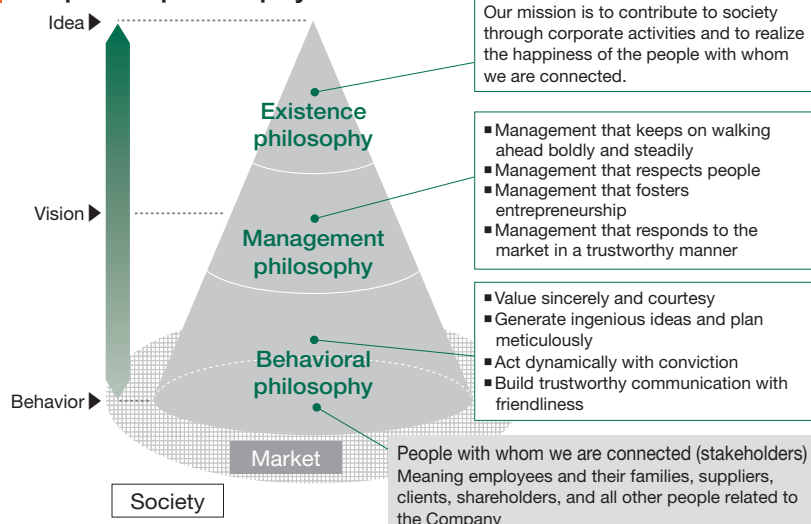 Idea
Existence
philosophy
Our mission is to contribute to society
through corporate activities and to realize
the happiness of the people with whom
we are connected.
Vision
Management
philosophy
■ Management that keeps on walking
ahead boldly and steadily
■ Management that respects people
■ Management that fosters
entrepreneurship
■ Management that responds to the
market in a trustworthy manner
Behavior
Behavioral
philosophy
■ Value sincerely and courtesy
■ Generate ingenious ideas and plan
meticulously
■ Act dynamically with conviction
■ Build trustworthy communication with
friendliness
Market
Society
People with whom we are connected (stakeholders)
Meaning employees and their families, suppliers,
clients, shareholders, and all other people related to
the Company